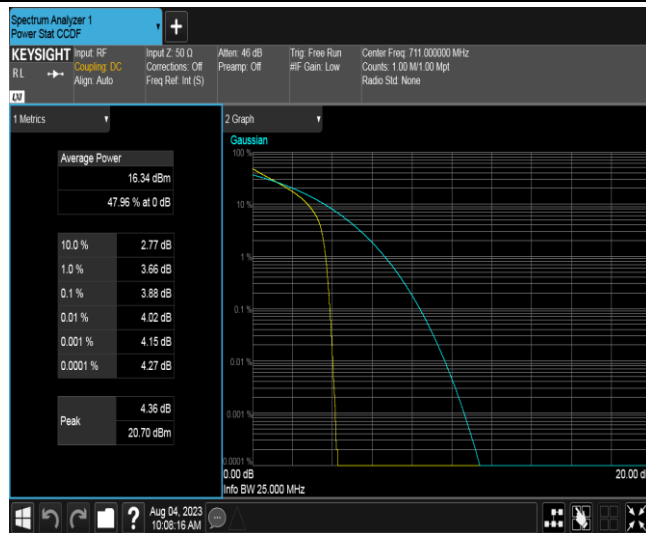 Spectrum Analyzer 1
Power Stat CCDF
+
KEYSIGHT
RL
Input: RF
Coupling: DC
Align: Auto
Input Z: 50 Ω
Corrections: Off
Freq Ref: Int (S)
Atten: 46 dB
Preamp: Off
Trig: Free Run
#IF Gain: Low
Center Freq: 711.000000 MHz
Counts: 1.00 M/1.00 Mpt
Radio Std: None
1 Metrics
Average Power
16.34 dBm
47.96 % at 0 dB
10.0 % 2.77 dB
1.0 % 3.66 dB
0.1 % 3.88 dB
0.01 % 4.02 dB
0.001 % 4.15 dB
0.0001 % 4.27 dB
Peak
4.36 dB
20.70 dBm
2 Graph
Gaussian
100 %
10 %
1 %
0.1 %
0.01 %
0.001 %
0.0001 %
0.00 dB
20.00 d
Info BW 25.000 MHz
?
Aug 04, 2023
10:08:16 AM